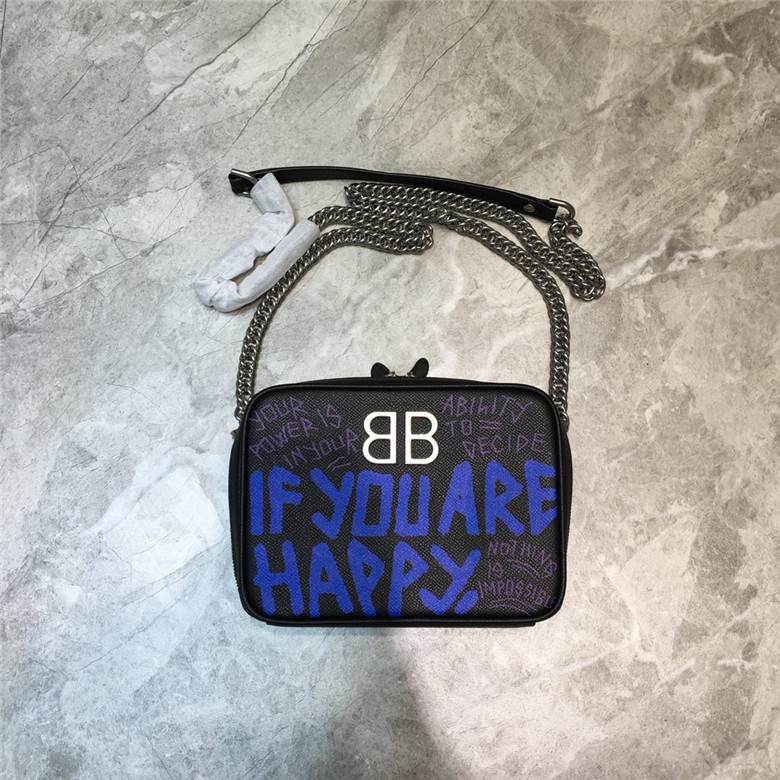 YOUR
POWER IS
IN YOUR
BB
ABILITY
TO
DECIDE
IF YOU ARE
HAPPY,
NOTHING
IS
IMPOSSIBLE